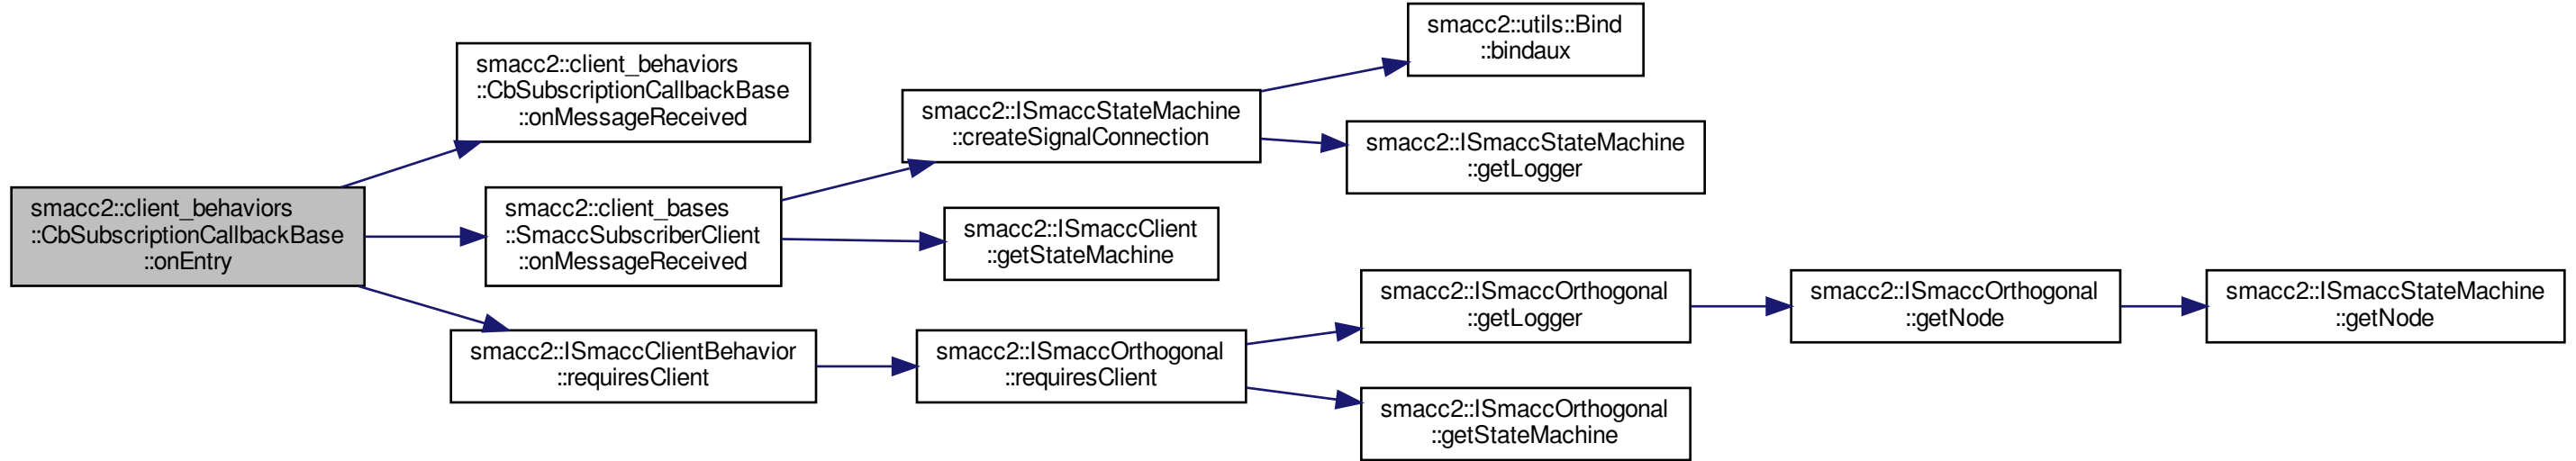 smacc2::client_behaviors
::CbSubscriptionCallbackBase
::onEntry
smacc2::client_behaviors
::CbSubscriptionCallbackBase
::onMessageReceived
smacc2::client_bases
::SmaccSubscriberClient
::onMessageReceived
smacc2::ISmaccStateMachine
::createSignalConnection
smacc2::utils::Bind
::bindaux
smacc2::ISmaccStateMachine
::getLogger
smacc2::ISmaccClient
::getStateMachine
smacc2::ISmaccClientBehavior
::requiresClient
smacc2::ISmaccOrthogonal
::requiresClient
smacc2::ISmaccOrthogonal
::getLogger
smacc2::ISmaccOrthogonal
::getNode
smacc2::ISmaccStateMachine
::getNode
smacc2::ISmaccOrthogonal
::getStateMachine